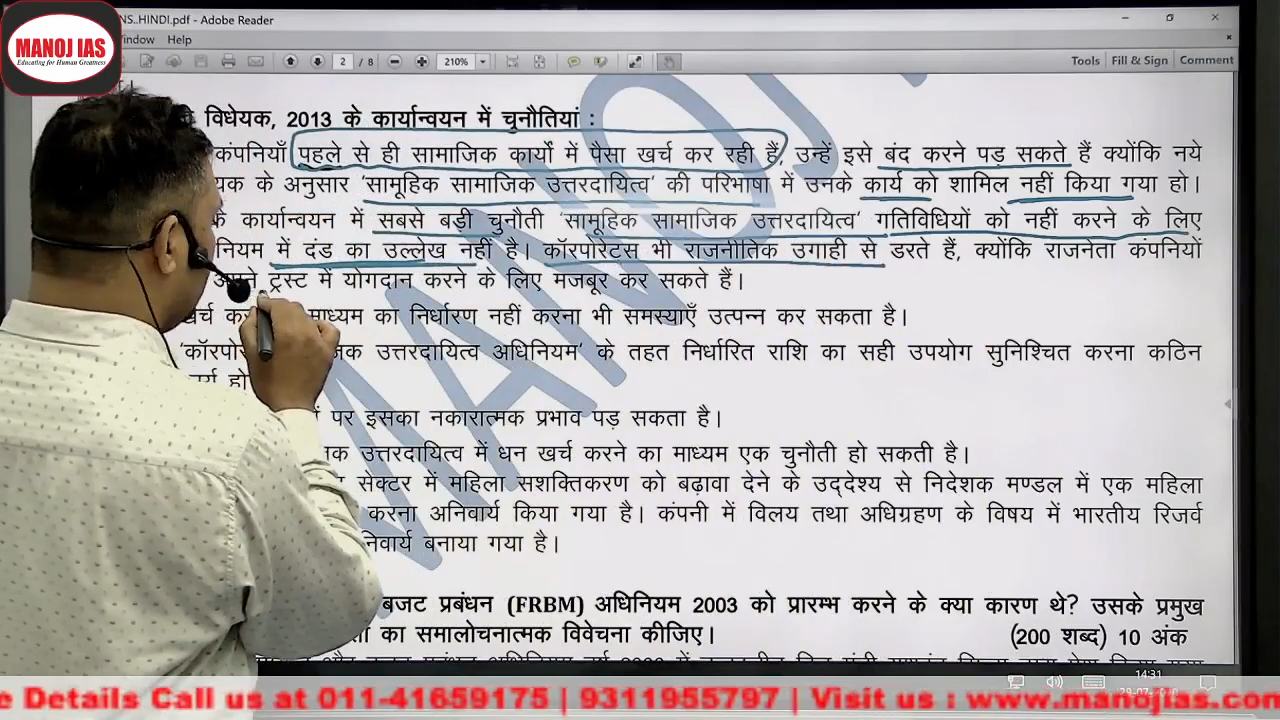 MANOJ IAS
Educating for Human Greatness
NS..HINDI.pdf - Adobe Reader
indow Help
2 / 8
210%
Tools Fill & Sign Comment
विधेयक, 2013 के कार्यान्वयन में चुनौतियां :
कंपनियाँ पहले से ही सामाजिक कार्यों में पैसा खर्च कर रही हैं, उन्हें इसे बंद करने पड़ सकते हैं क्योंकि नये
यक के अनुसार 'सामूहिक सामाजिक उत्तरदायित्व' की परिभाषा में उनके कार्य को शामिल नहीं किया गया हो।
के कार्यान्वयन में सबसे बड़ी चुनौती 'सामूहिक सामाजिक उत्तरदायित्व' गतिविधियों को नहीं करने के लिए
नियम में दंड का उल्लेख नहीं है। कॉरपोरेटस भी राजनीतिक उगाही से डरते हैं, क्योंकि राजनेता कंपनियों
अपने ट्रस्ट में योगदान करने के लिए मजबूर कर सकते हैं।
खर्च कर माध्यम का निर्धारण नहीं करना भी समस्याएँ उत्पन्न कर सकता है।
'कॉरपोरे जिक उत्तरदायित्व अधिनियम' के तहत निर्धारित राशि का सही उपयोग सुनिश्चित करना कठिन
र्य हो
पर इसका नकारात्मक प्रभाव पड़ सकता है।
उत्तरदायित्व में धन खर्च करने का माध्यम एक चुनौती हो सकती है।
सेक्टर में महिला सशक्तिकरण को बढ़ावा देने के उद्देश्य से निदेशक मण्डल में एक महिला
करना अनिवार्य किया गया है। कंपनी में विलय तथा अधिग्रहण के विषय में भारतीय रिजर्व
निवार्य बनाया गया है।
बजट प्रबंधन (FRBM) अधिनियम 2003 को प्रारम्भ करने के क्या कारण थे? उसके प्रमुख
का समालोचनात्मक विवेचना कीजिए। (200 शब्द) 10 अंक
MANOJ
14:31
e Details Call us at 011-41563175 | 9311955797 | Visit us : www.manojias.com